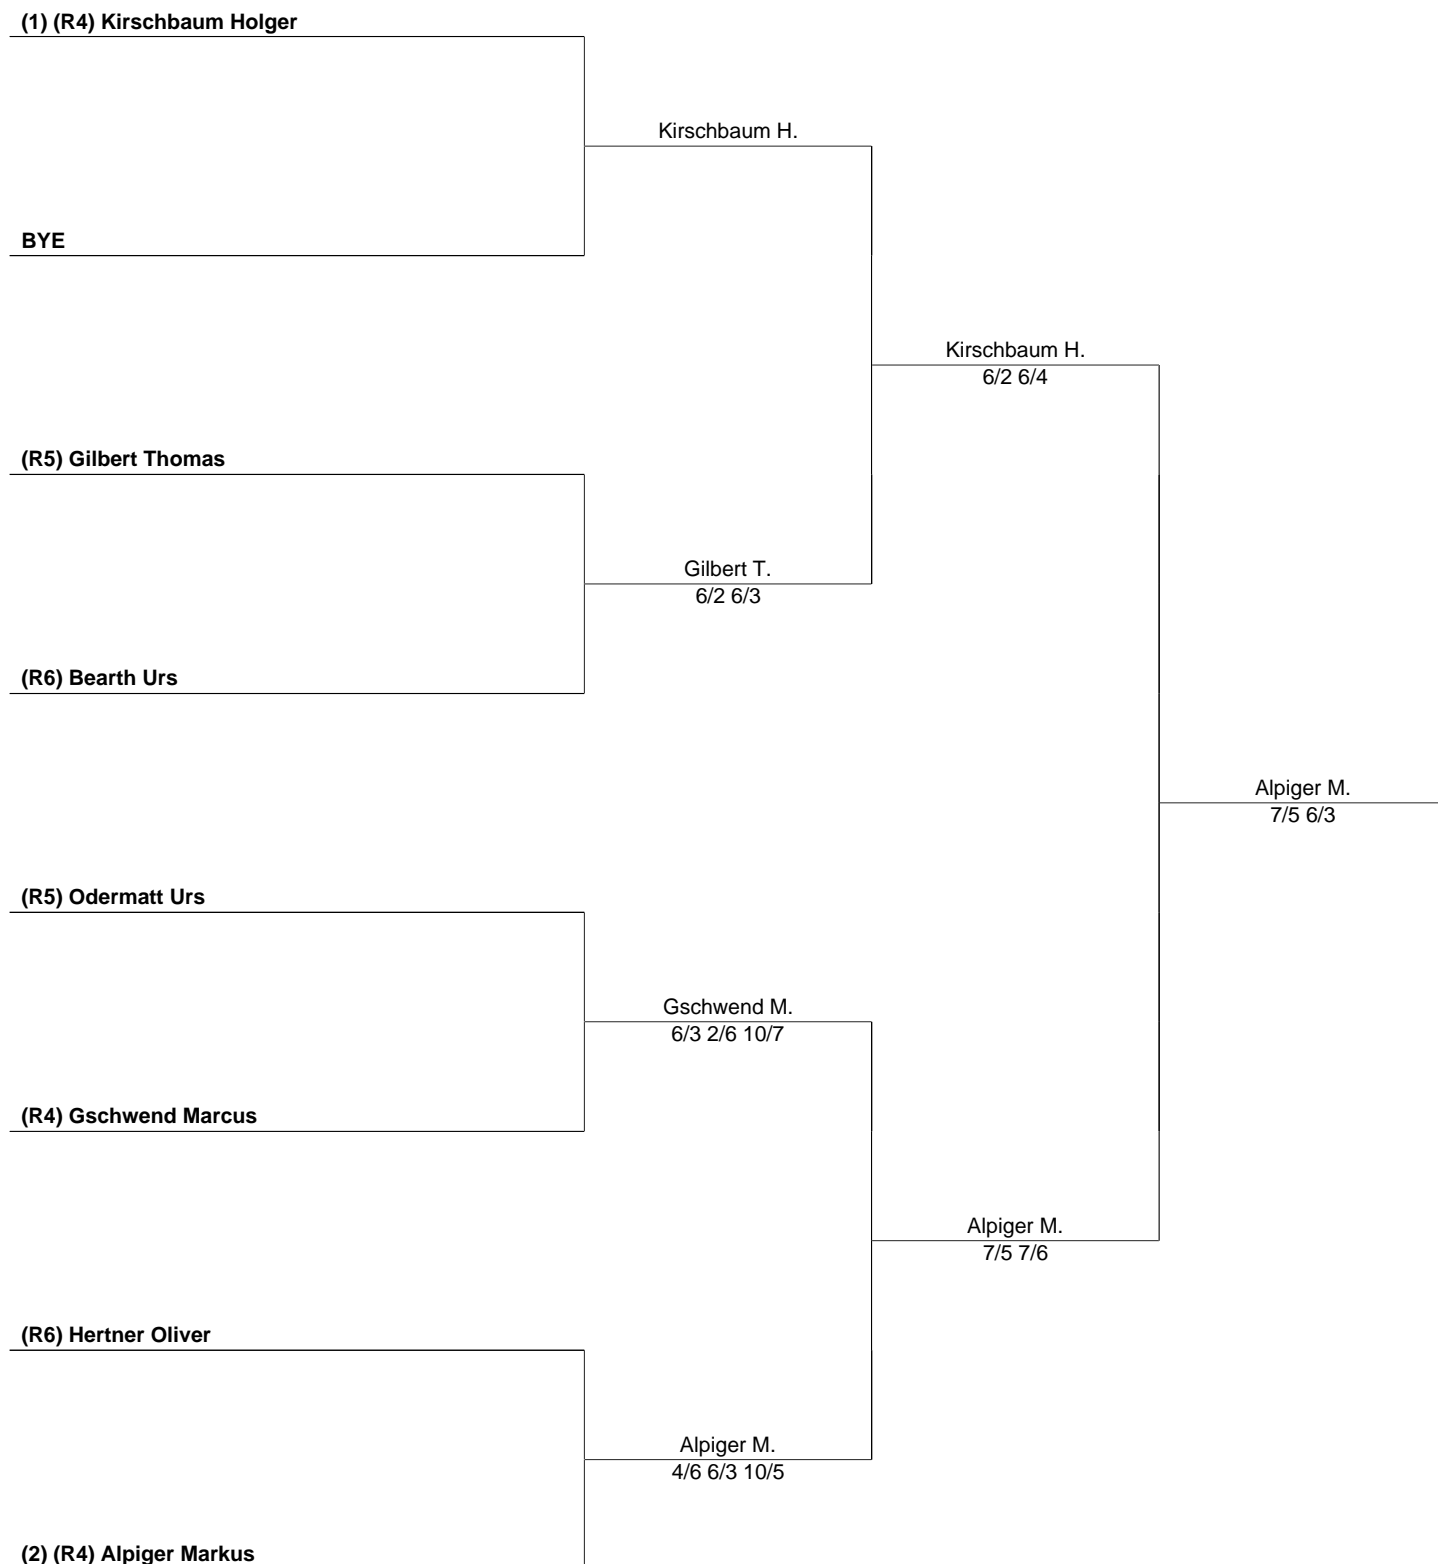 (1) (R4) Kirschbaum Holger
Kirschbaum H.
BYE
Kirschbaum H.
6/2 6/4
(R5) Gilbert Thomas
Gilbert T.
6/2 6/3
(R6) Bearth Urs
Alpiger M.
7/5 6/3
(R5) Odermatt Urs
Gschwend M.
6/3 2/6 10/7
(R4) Gschwend Marcus
Alpiger M.
7/5 7/6
(R6) Hertner Oliver
Alpiger M.
4/6 6/3 10/5
(2) (R4) Alpiger Markus